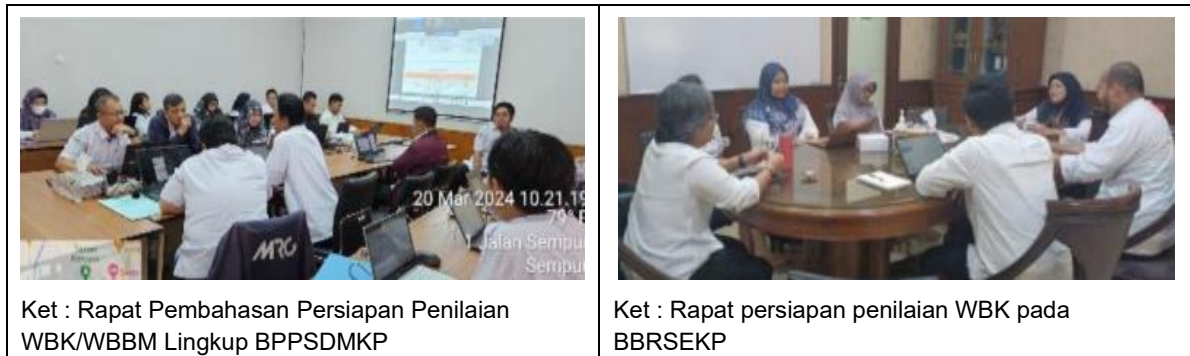 20 Mar 2024 10.21.19
Jalan
MRC
Ket : Rapat Pembahasan Persiapan Penilaian
WBK/WBBM Lingkup BPPSDMKP
Ket : Rapat persiapan penilaian WBK pada
BBRSEKP